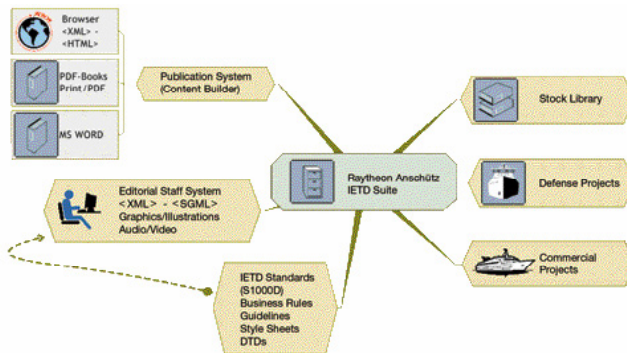 Browser
<XML> -
<HTML>
PDF-Books
Print/PDF
MS WORD
Publication System
(Content Builder)
Stock Library
Raytheon Anschütz
IETD Suite
Defense Projects
Editorial Staff System
<XML> - <SGML>
Graphics/Illustrations
Audio/Video
Commercial
Projects
IETD Standards
(S1000D)
Business Rules
Guidelines
Style Sheets
DTDs